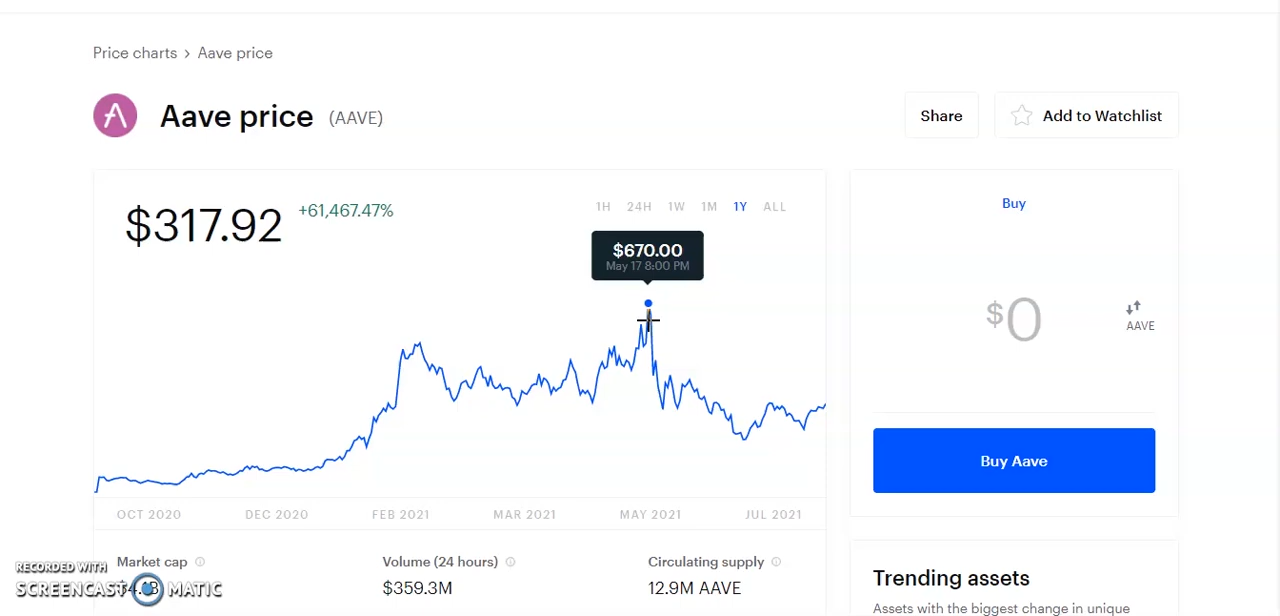 Price charts › Aave price
Aave price (AAVE)
Share
Add to Watchlist
$317.92 +61,467.47%
1H 24H 1W 1M 1Y ALL
$670.00
May 17 8:00 PM
Buy
$0
AAVE
Buy Aave
OCT 2020 DEC 2020 FEB 2021 MAR 2021 MAY 2021 JUL 2021
Market cap
Volume (24 hours)
$359.3M
Circulating supply
12.9M AAVE
Trending assets
Assets with the biggest change in unique
RECORDED WITH
SCREENCAST MATIC